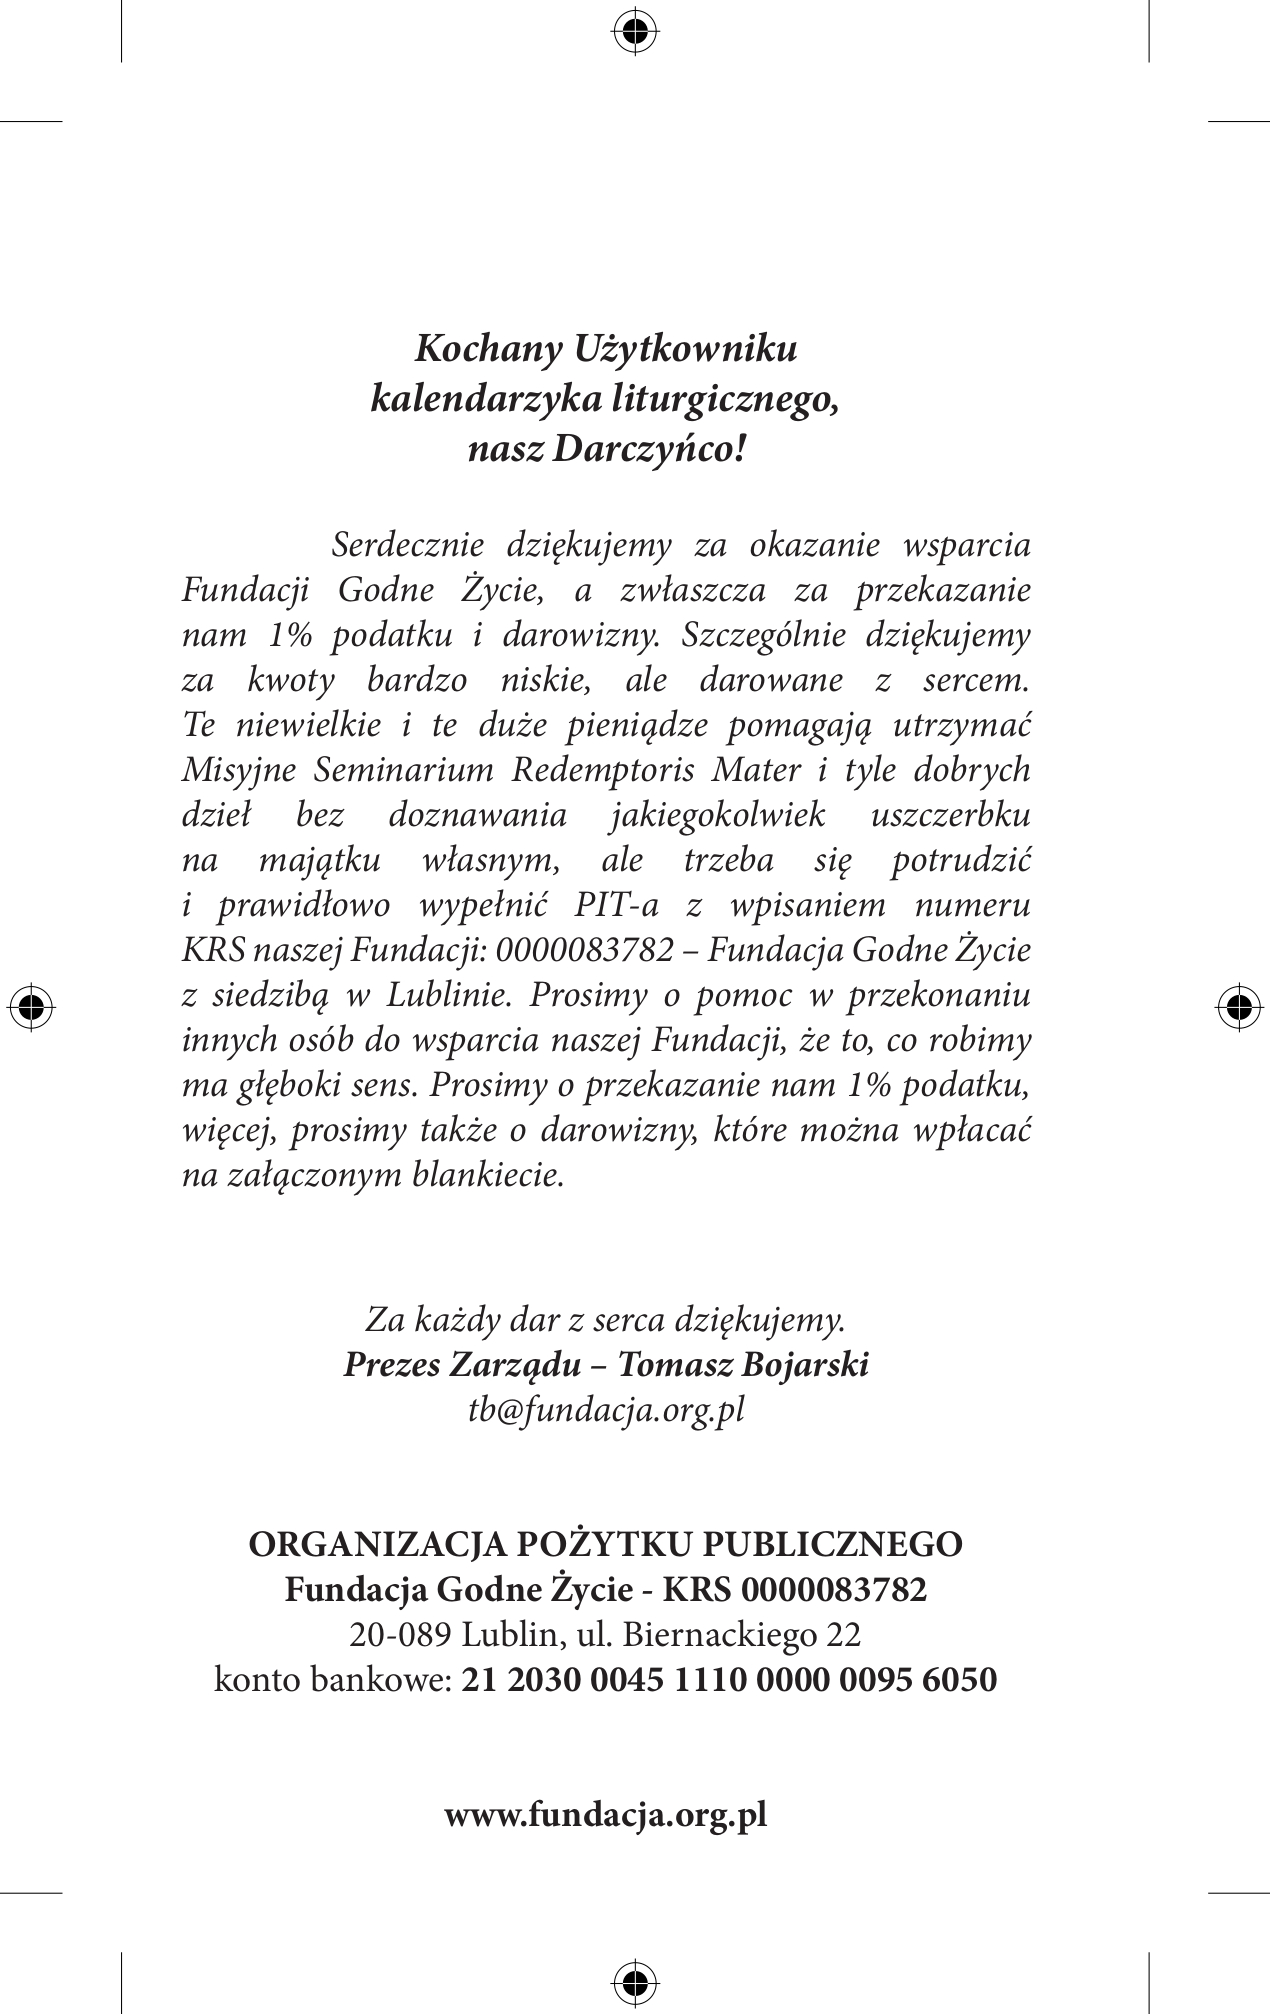 Kochany Użytkowniku
kalendarzyka liturgicznego,
nasz Darczyńco!
Serdecznie dziękujemy za okazanie wsparcia
Fundacji Godne Życie, a zwłaszcza za przekazanie
nam 1% podatku i darowizny. Szczególnie dziękujemy
za kwoty bardzo niskie, ale darowane z sercem.
Te niewielkie i te duże pieniądze pomagają utrzymać
Misyjne Seminarium Redemptoris Mater i tyle dobrych
dzieł bez doznawania jakiegokolwiek uszczerbku
na majątku własnym, ale trzeba się potrudzić
i prawidłowo wypełnić PIT-a z wpisaniem numeru
KRS naszej Fundacji: 0000083782 – Fundacja Godne Życie
z siedzibą w Lublinie. Prosimy o pomoc w przekonaniu
innych osób do wsparcia naszej Fundacji, że to, co robimy
ma głęboki sens. Prosimy o przekazanie nam 1% podatku,
więcej, prosimy także o darowizny, które można wpłacać
na załączonym blankiecie.
Za każdy dar z serca dziękujemy.
Prezes Zarządu – Tomasz Bojarski
tb@fundacja.org.pl
ORGANIZACJA POŻYTKU PUBLICZNEGO
Fundacja Godne Życie - KRS 0000083782
20-089 Lublin, ul. Biernackiego 22
konto bankowe: 21 2030 0045 1110 0000 0095 6050
www.fundacja.org.pl